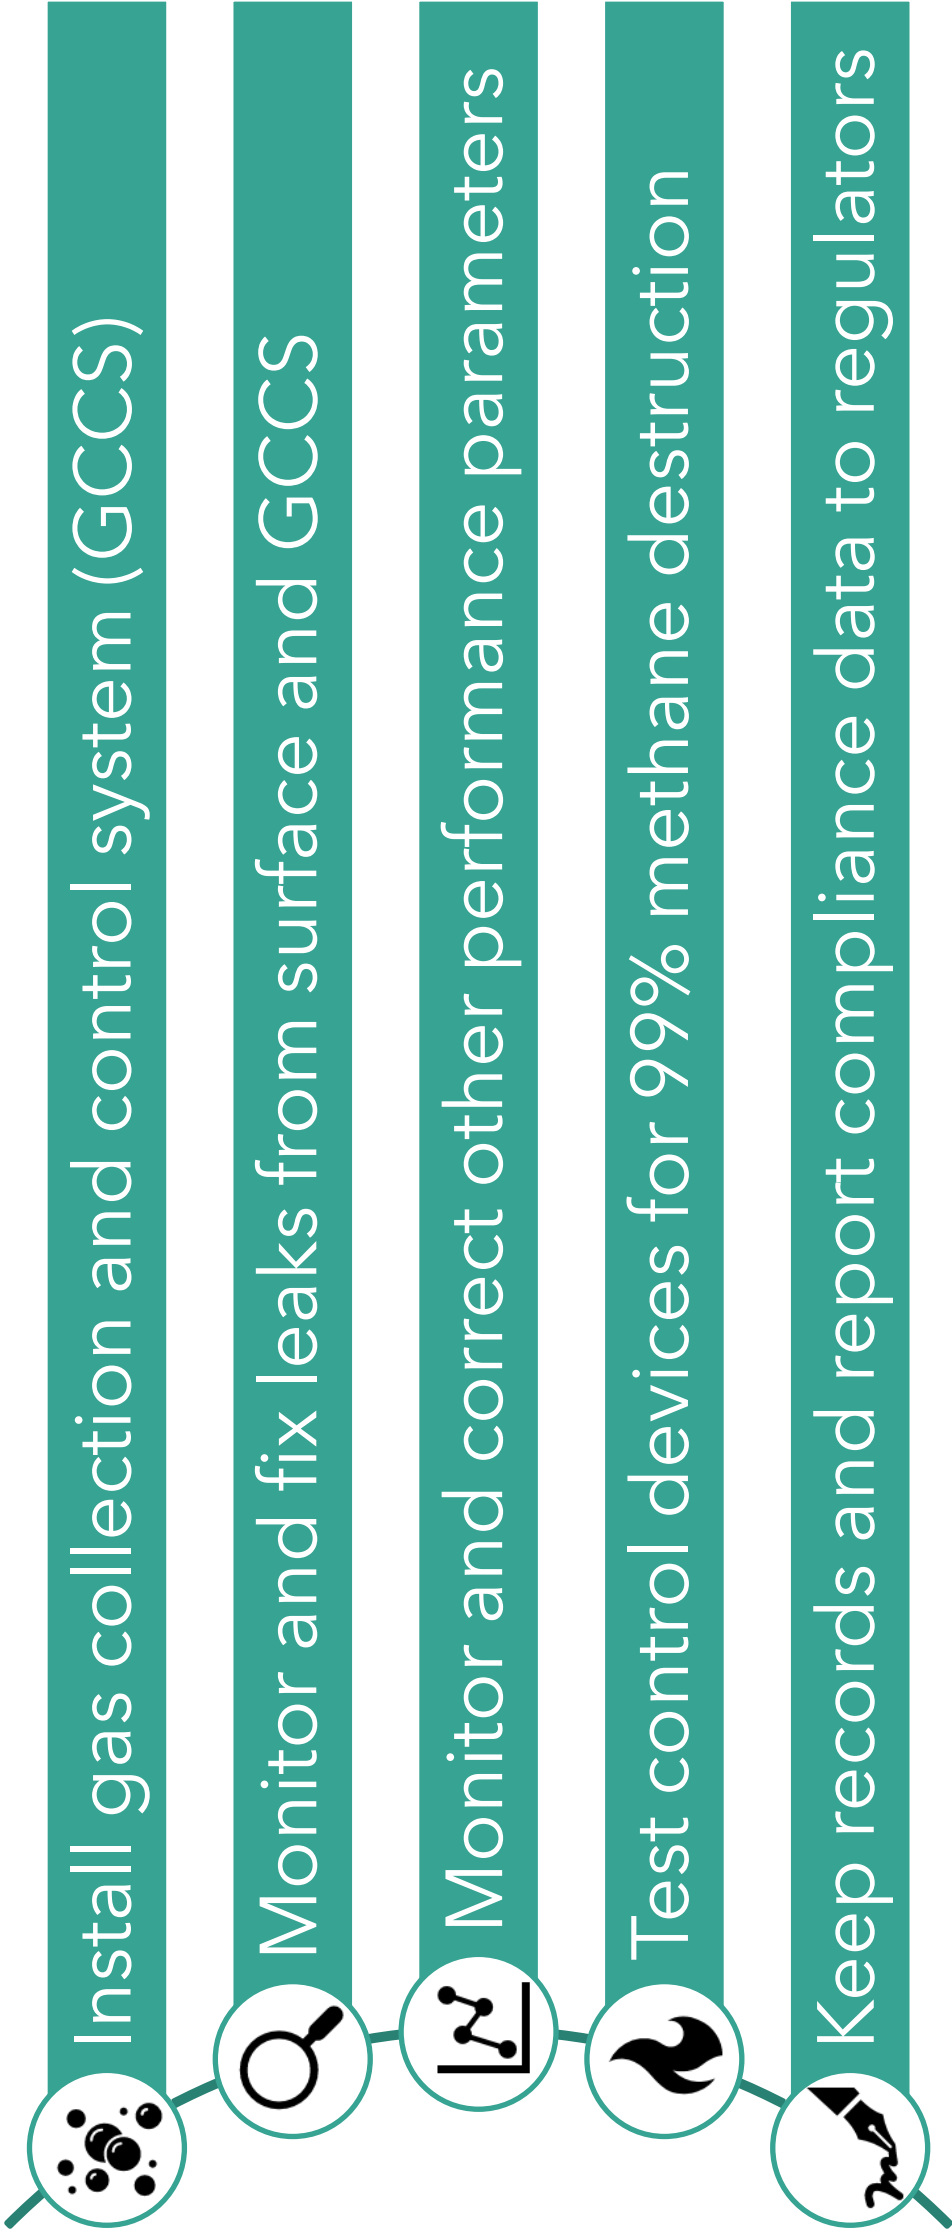 Install gas collection and control system (GCCS)
Monitor and fix leaks from surface and GCCS
Monitor and correct other performance parameters
Test control devices for 99% methane destruction
Keep records and report compliance data to regulators